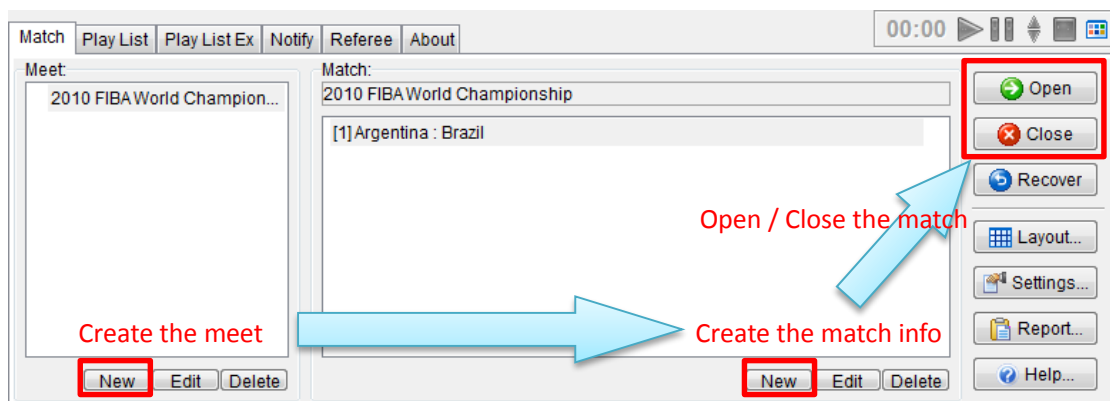 Match Play List Play List Ex Notify Referee About 00:00
Meet: Match:
2010 FIBA World Champion... 2010 FIBA World Championship
[1] Argentina : Brazil
Open
Close
Recover
Open / Close the match
Layout...
Settings...
Create the meet Create the match info
Report...
New Edit Delete New Edit Delete
Help...